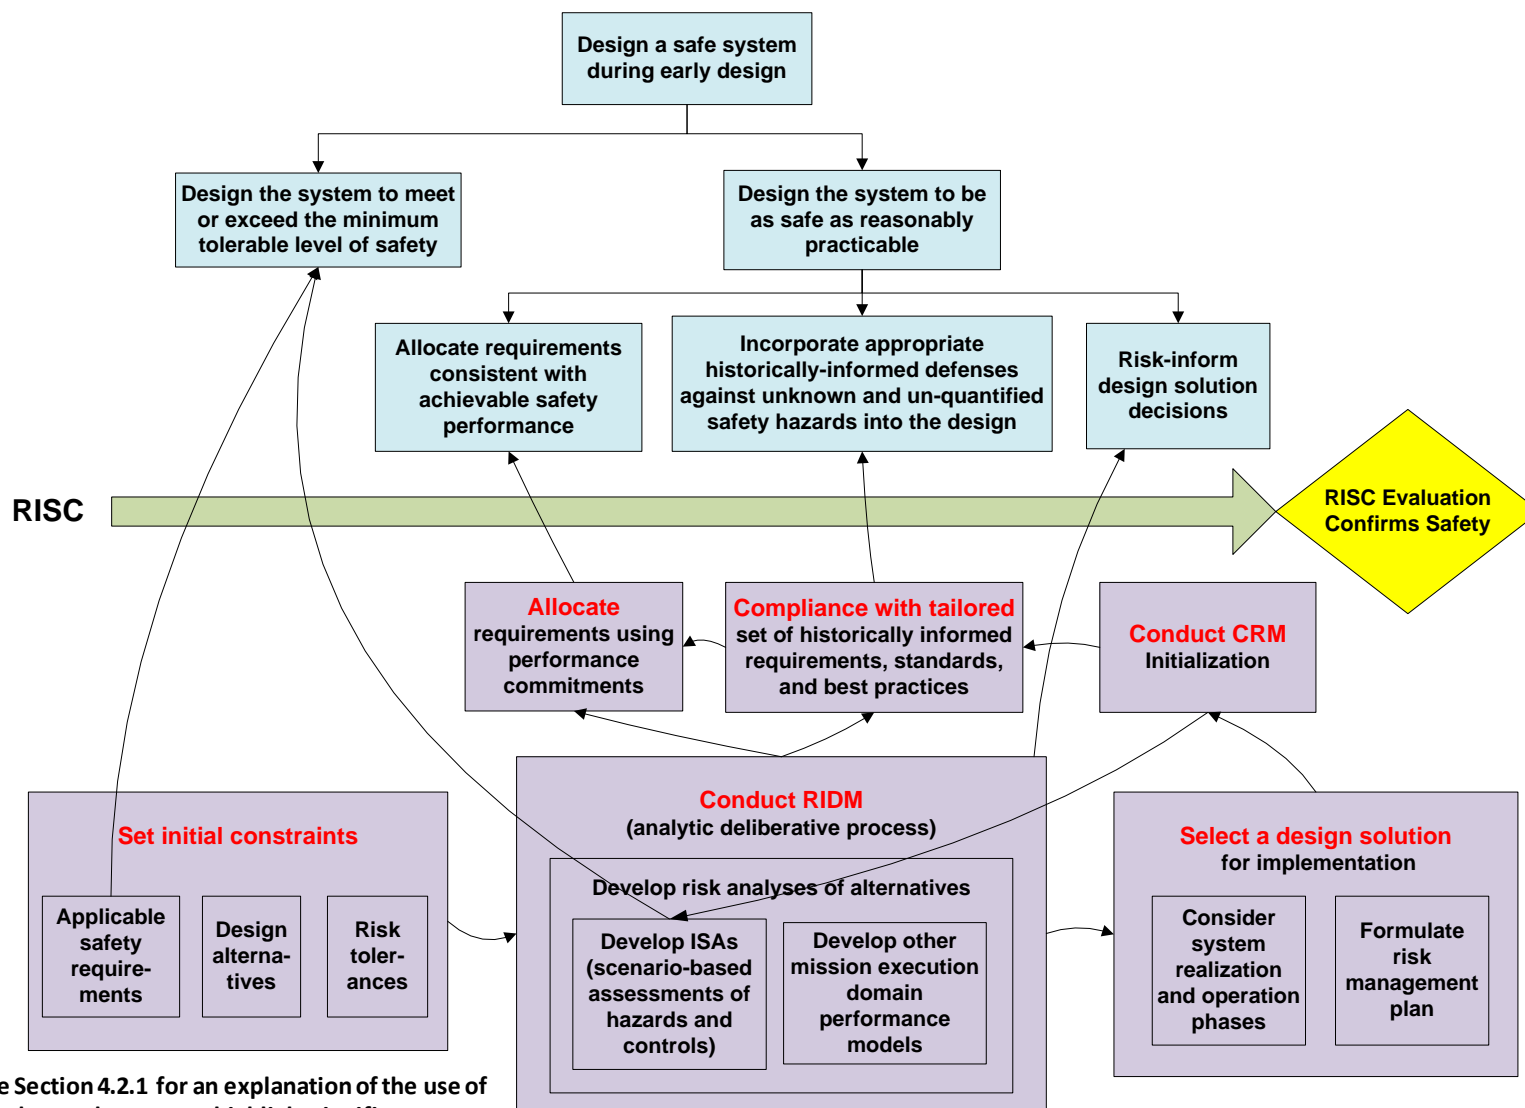 Design a safe system
during early design
Design the system to meet
or exceed the minimum
tolerable level of safety
Design the system to be
as safe as reasonably
practicable
Allocate requirements
consistent with
achievable safety
performance
Incorporate appropriate
historically-informed defenses
against unknown and un-quantified
safety hazards into the design
Risk-inform
design solution
decisions
RISC
RISC Evaluation
Confirms Safety
Allocate
requirements using
performance
commitments
Compliance with tailored
set of historically informed
requirements, standards,
and best practices
Conduct CRM
Initialization
Set initial constraints
Applicable
safety
require-
ments
Design
alterna-
tives
Risk
toler-
ances
Conduct RIDM
(analytic deliberative process)
Develop risk analyses of alternatives
Develop ISAs
(scenario-based
assessments of
hazards and
controls)
Develop other
mission execution
domain
performance
models
Select a design solution
for implementation
Consider
system
realization
and operation
phases
Formulate
risk
management
plan
e Section 4.2.1 for an explanation of the use of